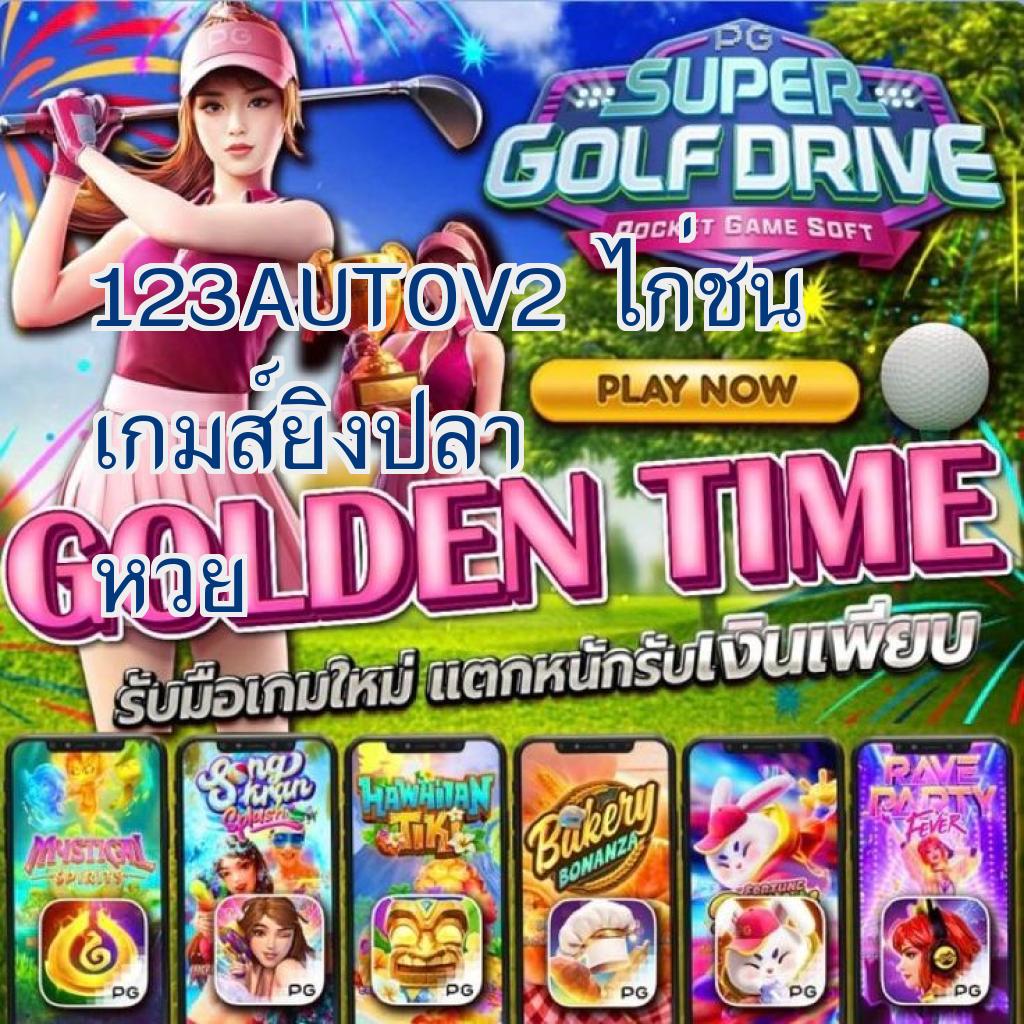 PG
PG
SUPER
GOLF DRIVE
POCKET GAME SOFT
123AUTOV2 ไก่ชน
PLAY NOW
เกมส์ยิงปลา
GOLDEN TIME
หวย
รับมือเกมใหม่ แตกหนักรับเงินเพียบ
MYSTICAL
SPIRITS
Songkran
Splash
HAWAIIAN
TIKI
Bakery
BONANZA
FORTUNE
RAVE
PARTY
FEVER
PG
PG
PG
PG
PG
PG